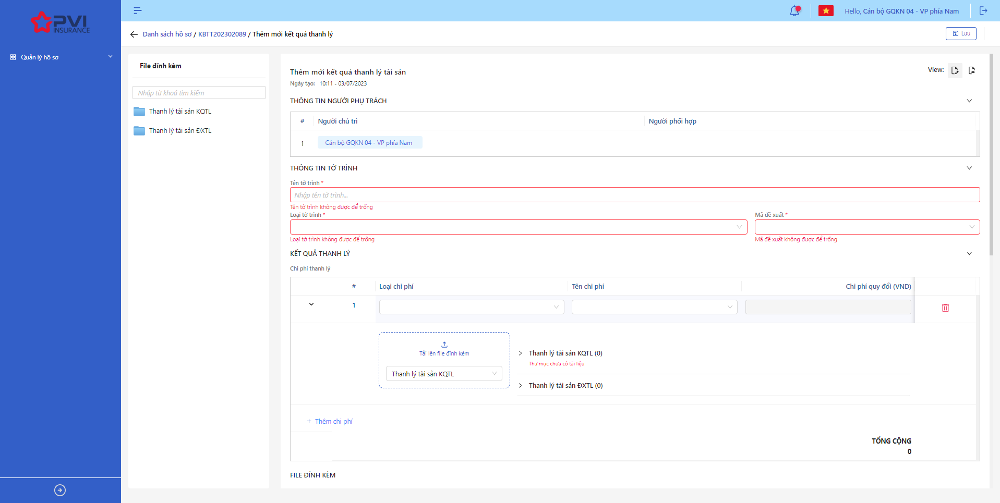 PVI
INSURANCE
Quản lý hồ sơ
Hello, Cán bộ GQKN 04 - VP phía Nam
Danh sách hồ sơ / KBTT202302089 / Thêm mới kết quả thanh lý
Lưu
File đính kèm
Nhập từ khoá tìm kiếm
Thanh lý tài sản KQTL
Thanh lý tài sản ĐXTL
Thêm mới kết quả thanh lý tài sản
View:
Ngày tạo: 10:11 - 03/07/2023
THÔNG TIN NGƯỜI PHỤ TRÁCH
# Người chủ trì Người phối hợp
1 Cán bộ GQKN 04 - VP phía Nam
THÔNG TIN TỜ TRÌNH
Tên tờ trình *
Nhập tên tờ trình...
Tên tờ trình không được để trống
Loại tờ trình * Mã đề xuất *
Loại tờ trình không được để trống Mã đề xuất không được để trống
KẾT QUẢ THANH LÝ
Chi phí thanh lý
# Loại chi phí Tên chi phí Chi phí quy đổi (VND)
1
Tải lên file đính kèm
Thanh lý tài sản KQTL
Thanh lý tài sản KQTL (0)
Thư mục chưa có tài liệu
Thanh lý tài sản ĐXTL (0)
+ Thêm chi phí
TỔNG CỘNG
0
FILE ĐÍNH KÈM